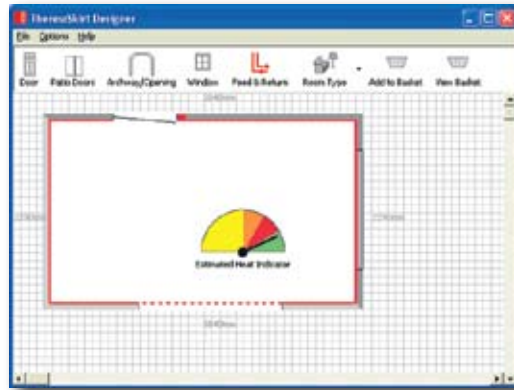 ThermaSkirt Designer
File Options Help
Door Patio Doors Archway/Opening Window Feed & Return Room Type Add to Basket View Basket
Estimated Heat Indicator